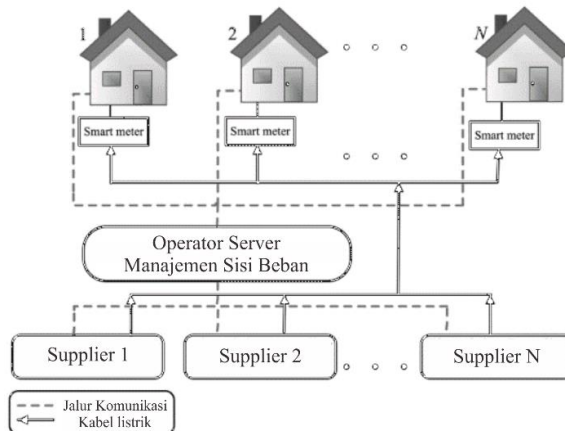 1
2
N
Smart meter
Smart meter
Smart meter
Operator Server
Manajemen Sisi Beban
Supplier 1
Supplier 2
Supplier N
Jalur Komunikasi
Kabel listrik